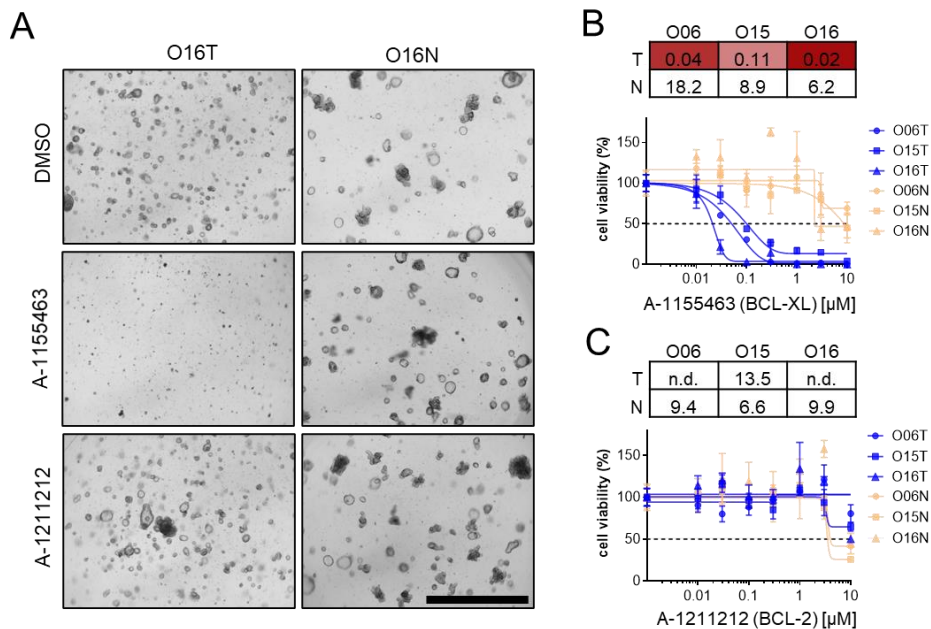 A
O16T
O16N
DMSO
A-1155463
A-1211212
B
O06 O15 O16
T 0.04 0.11 0.02
N 18.2 8.9 6.2
cell viability (%)
150
100
50
0
0.01 0.1 1 10
A-1155463 (BCL-XL) [µM]
O06T
O15T
O16T
O06N
O15N
O16N
C
O06 O15 O16
T n.d. 13.5 n.d.
N 9.4 6.6 9.9
cell viability (%)
150
100
50
0
0.01 0.1 1 10
A-1211212 (BCL-2) [µM]
O06T
O15T
O16T
O06N
O15N
O16N